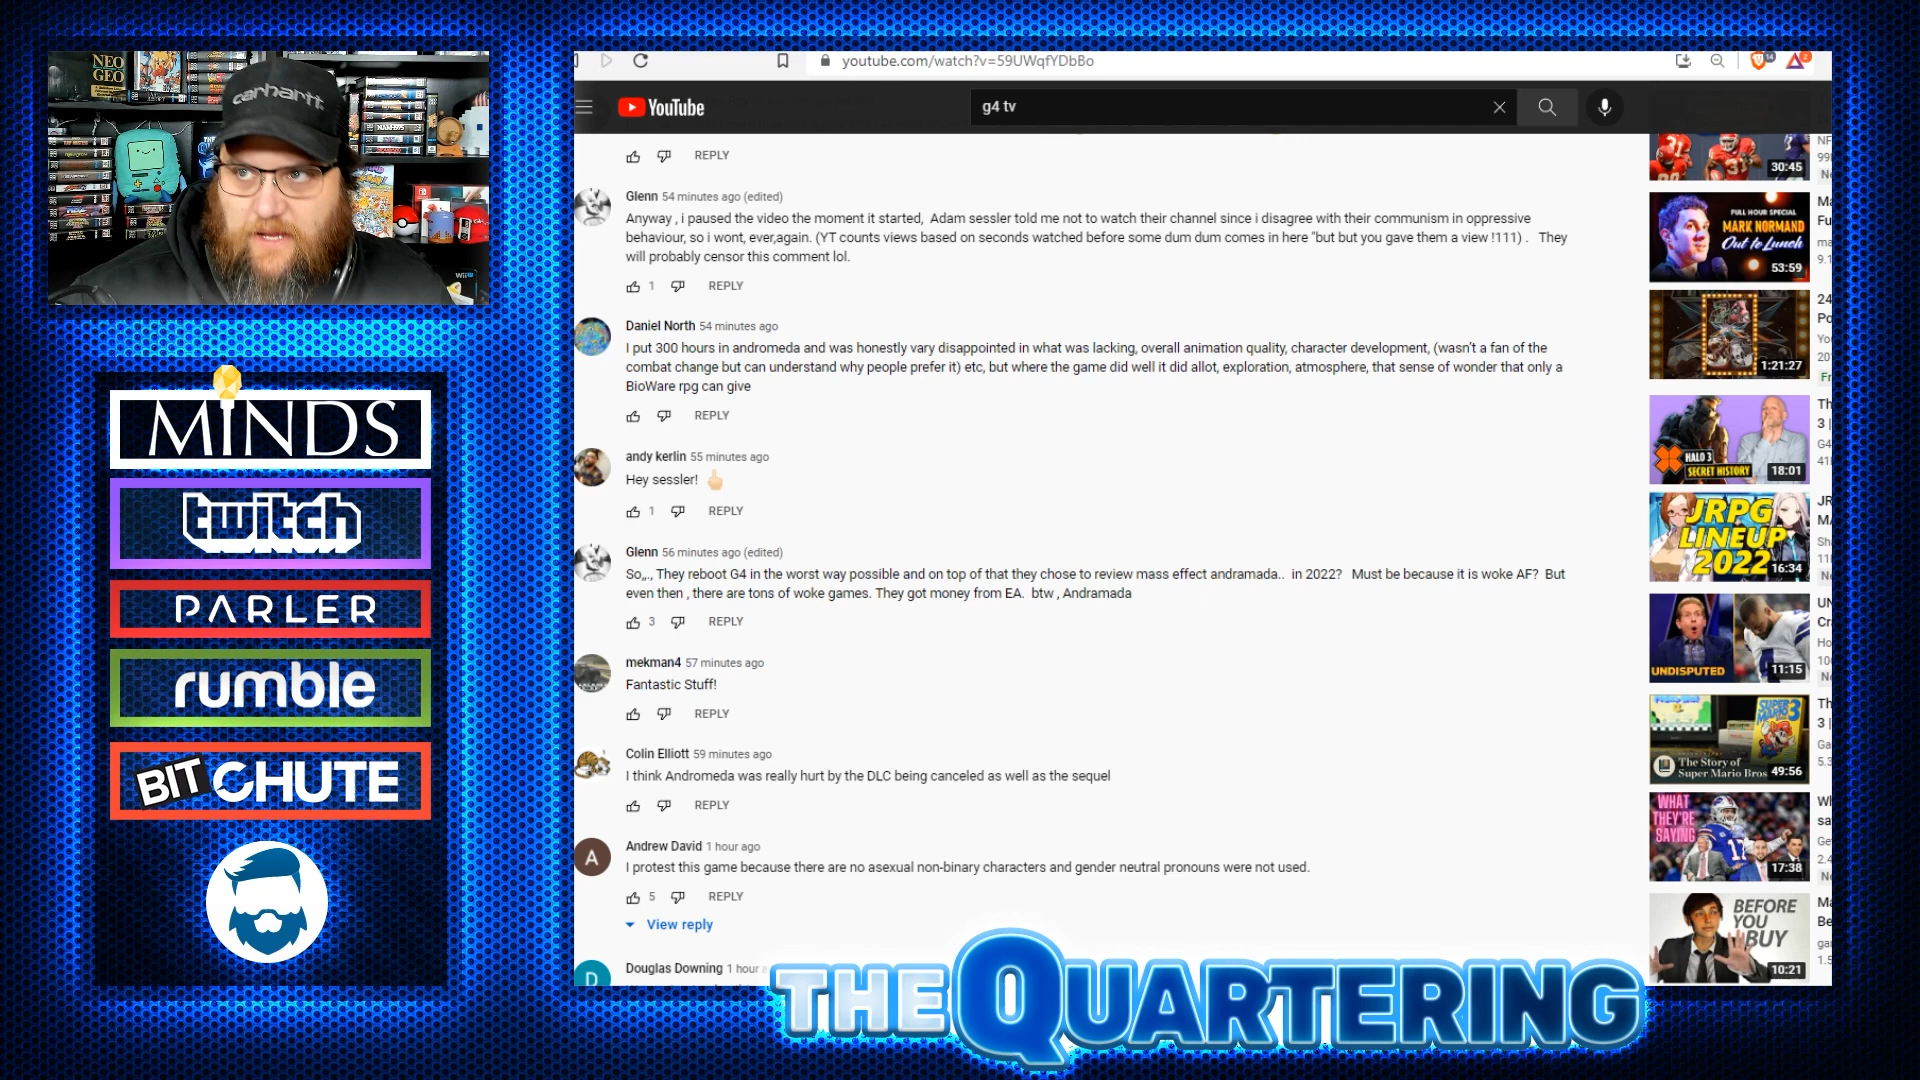 NEO
GEO
carhartt
WiiU
MINDS
twitch
PARLER
rumble
BIT CHUTE
youtube.com/watch?v=59UWqfYDbBo
14
2
YouTube
g4 tv
REPLY
Glenn 54 minutes ago (edited)
Anyway , i paused the video the moment it started, Adam sessler told me not to watch their channel since i disagree with their communism in oppressive
behaviour, so i wont, ever,again. (YT counts views based on seconds watched before some dum dum comes in here "but but you gave them a view !111) . They
will probably censor this comment lol.
1 REPLY
Daniel North 54 minutes ago
I put 300 hours in andromeda and was honestly vary disappointed in what was lacking, overall animation quality, character development, (wasn't a fan of the
combat change but can understand why people prefer it) etc, but where the game did well it did allot, exploration, atmosphere, that sense of wonder that only a
BioWare rpg can give
REPLY
andy kerlin 55 minutes ago
Hey sessler!
1 REPLY
Glenn 56 minutes ago (edited)
So,,., They reboot G4 in the worst way possible and on top of that they chose to review mass effect andramada.. in 2022? Must be because it is woke AF? But
even then , there are tons of woke games. They got money from EA. btw , Andramada
3 REPLY
mekman4 57 minutes ago
Fantastic Stuff!
REPLY
Colin Elliott 59 minutes ago
I think Andromeda was really hurt by the DLC being canceled as well as the sequel
REPLY
A
Andrew David 1 hour ago
I protest this game because there are no asexual non-binary characters and gender neutral pronouns were not used.
5 REPLY
View reply
D
Douglas Downing 1 hour
30:45
FULL HOUR SPECIAL
MARK NORMAND
Out to Lunch
53:59
1:21:27
HALO 3
SECRET HISTORY
18:01
JRPG
LINEUP
2022
16:34
UNDISPUTED
11:15
SUPER MARIO BROS
3
The Story of
Super Mario Bros
49:56
WHAT
THEY'RE
SAYING
17
17:38
BEFORE
YOU
BUY
10:21
THE QUARTERING